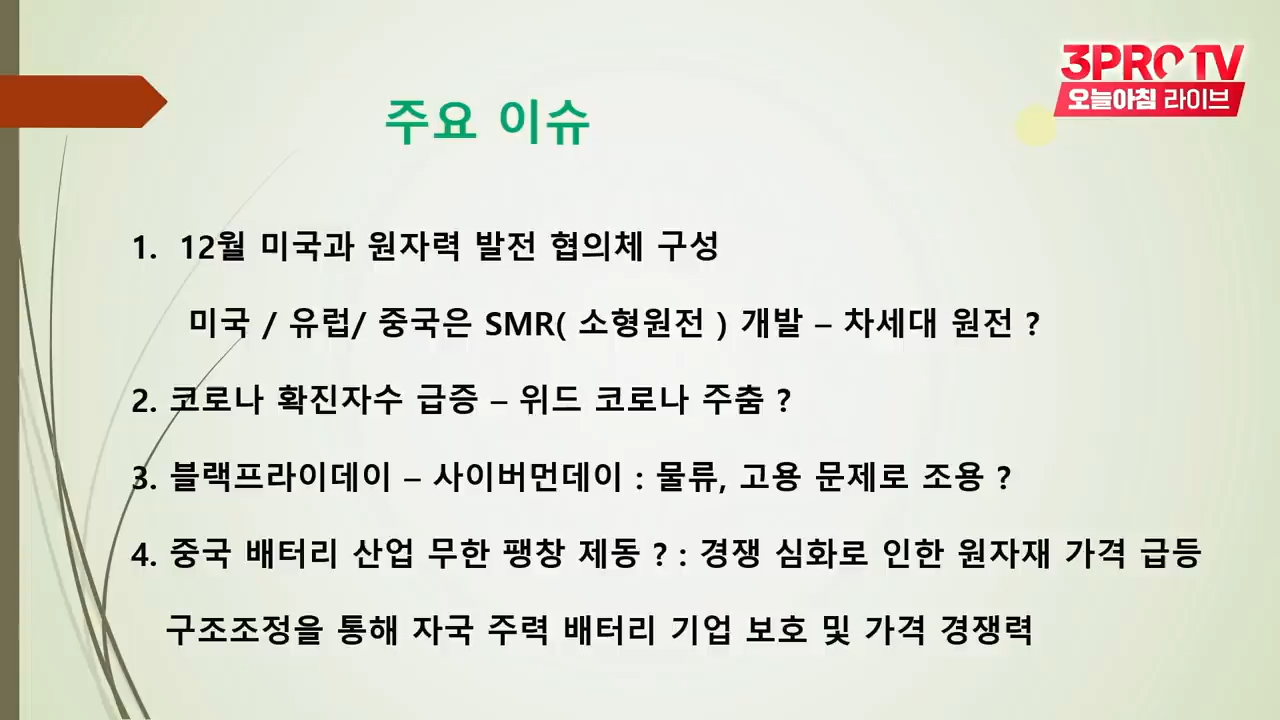 3PRO TV
오늘아침 라이브
주요 이슈
1. 12월 미국과 원자력 발전 협의체 구성
미국 / 유럽/ 중국은 SMR( 소형원전 ) 개발 – 차세대 원전 ?
2. 코로나 확진자수 급증 – 위드 코로나 주춤 ?
3. 블랙프라이데이 – 사이버먼데이 : 물류, 고용 문제로 조용 ?
4. 중국 배터리 산업 무한 팽창 제동 ? : 경쟁 심화로 인한 원자재 가격 급등
구조조정을 통해 자국 주력 배터리 기업 보호 및 가격 경쟁력